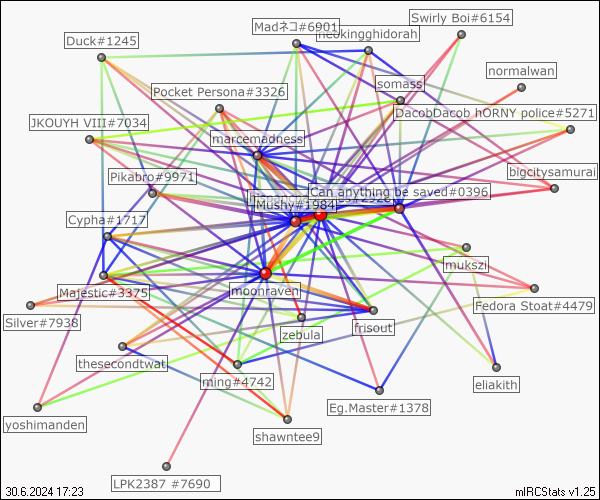 Swirly Boi#6154
Madネコ#6901
neokingghidorah
Duck#1245
normalwan
somass
Pocket Persona#3326
DacobDacob hORNY police#5271
JKOUYH VIII#7034
marcemadness
bigcitysamurai
Pikabro#9971
Can anything be saved#0396
Mushy#1984
Cypha#1717
mukszi
moonraven
Majestic#3375
Fedora Stoat#4479
Silver#7938
frisout
zebula
thesecondtwat
ming#4742
eliakith
Eg.Master#1378
yoshimanden
shawntee9
LPK2387 #7690
30.6.2024 17:23
mIRCStats v1.25